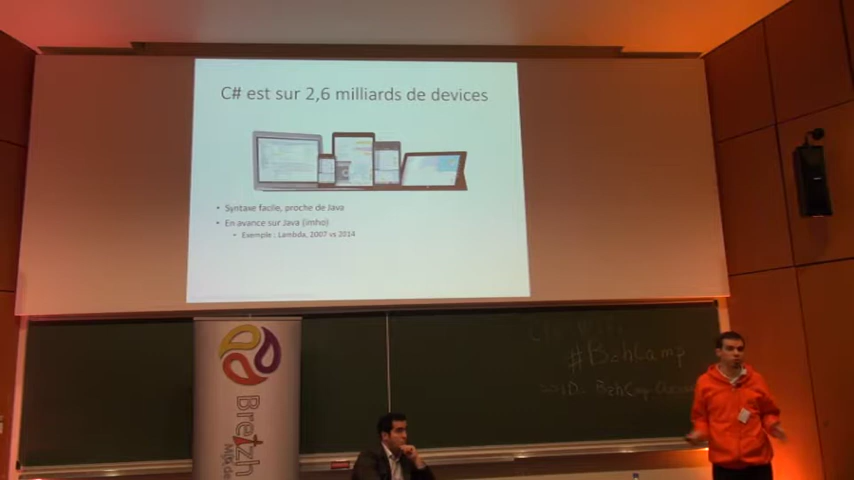 C# est sur 2,6 milliards de devices
• Syntaxe facile, proche de Java
• En avance sur Java (imho)
• Exemple : Lambda, 2007 vs 2014
#BzhCamp
Breizh